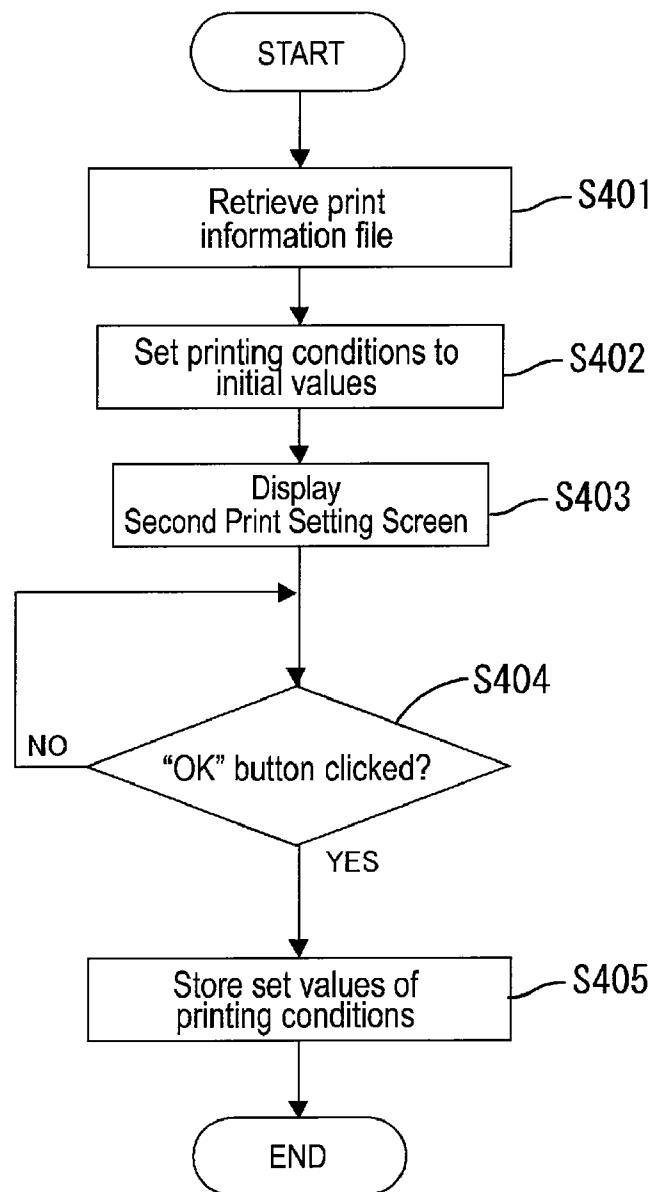 START
Retrieve print
information file
S401
Set printing conditions to
initial values
S402
Display
Second Print Setting Screen
S403
S404
NO
“OK” button clicked?
YES
Store set values of
printing conditions
S405
END